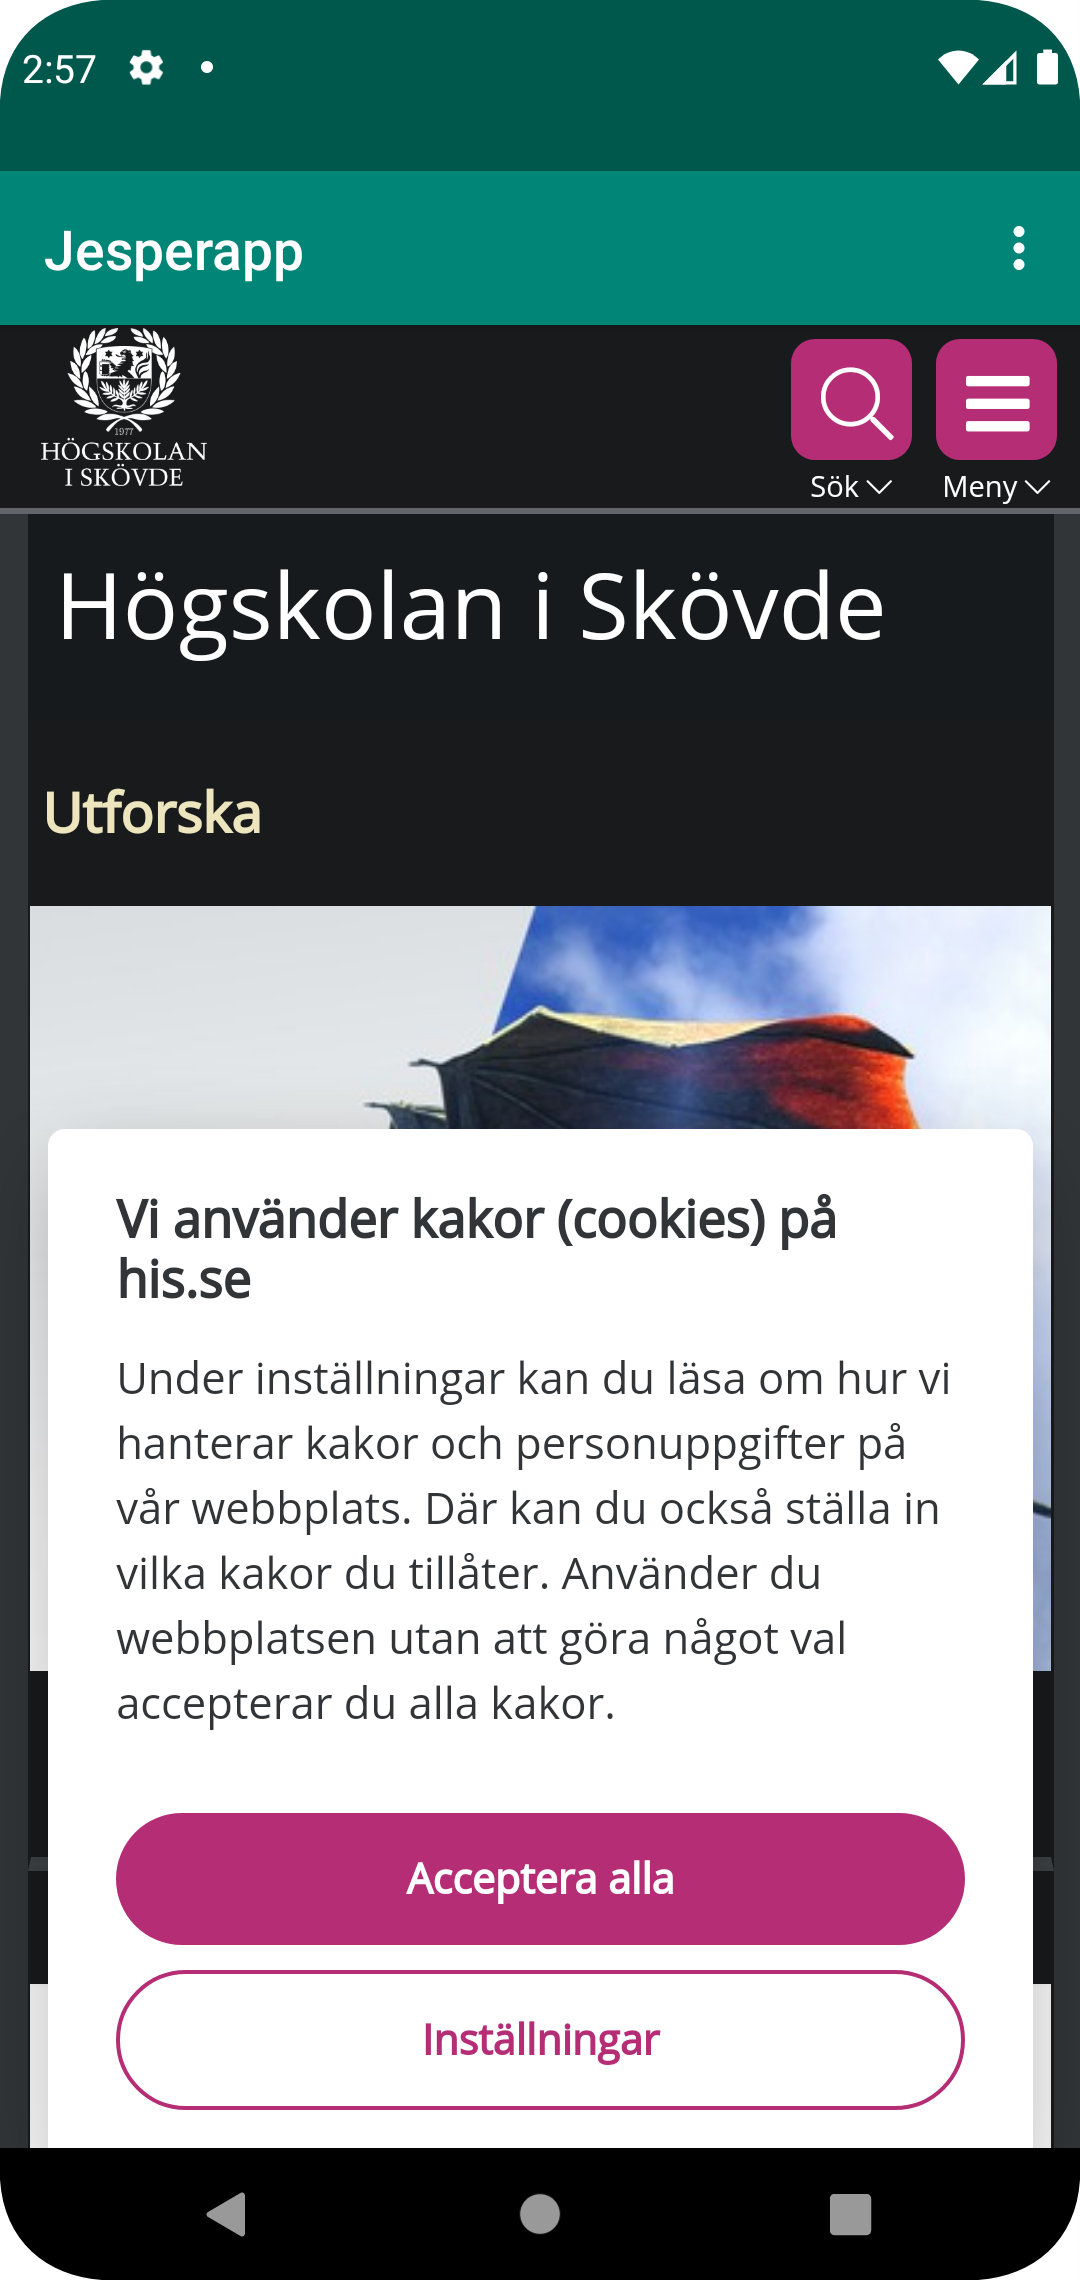 2:57
Jesperapp
1977
HÖGSKOLAN
I SKÖVDE
Sök
Meny
Högskolan i Skövde
Utforska
Vi använder kakor (cookies) på
his.se
Under inställningar kan du läsa om hur vi
hanterar kakor och personuppgifter på
vår webbplats. Där kan du också ställa in
vilka kakor du tillåter. Använder du
webbplatsen utan att göra något val
accepterar du alla kakor.
Acceptera alla
Inställningar